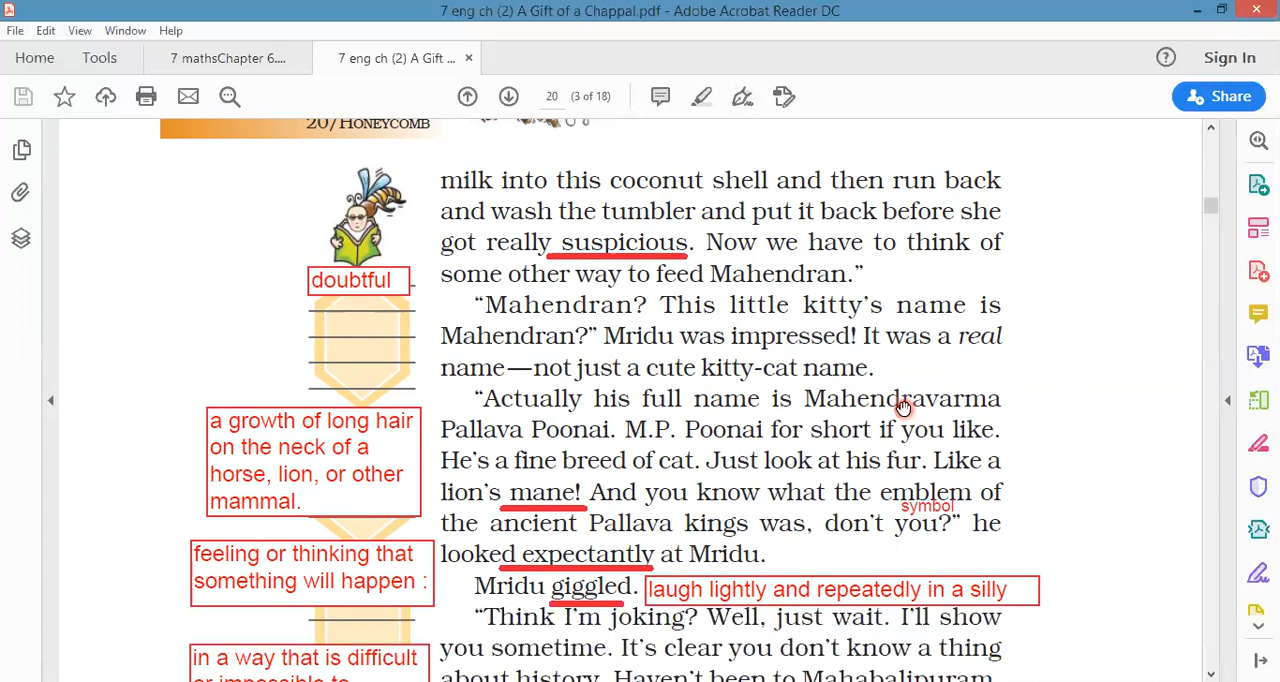 7 eng ch (2) A Gift of a Chappal.pdf - Adobe Acrobat Reader DC
File Edit View Window Help
Home Tools 7 mathsChapter 6.... 7 eng ch (2) A Gift ... × Sign In
20 (3 of 18) Share
20/HONEYCOMB
milk into this coconut shell and then run back
and wash the tumbler and put it back before she
got really suspicious. Now we have to think of
some other way to feed Mahendran.”
doubtful
“Mahendran? This little kitty’s name is
Mahendran?” Mridu was impressed! It was a real
name—not just a cute kitty-cat name.
“Actually his full name is Mahendravarma
Pallava Poonai. M.P. Poonai for short if you like.
He’s a fine breed of cat. Just look at his fur. Like a
lion’s mane! And you know what the emblem of
symbol
the ancient Pallava kings was, don’t you?” he
looked expectantly at Mridu.
a growth of long hair
on the neck of a
horse, lion, or other
mammal.
feeling or thinking that
something will happen :
Mridu giggled. laugh lightly and repeatedly in a silly
“Think I’m joking? Well, just wait. I’ll show
you sometime. It’s clear you don’t know a thing
about history. Haven’t been to Mahabalipuram,
in a way that is difficult
or impossible to